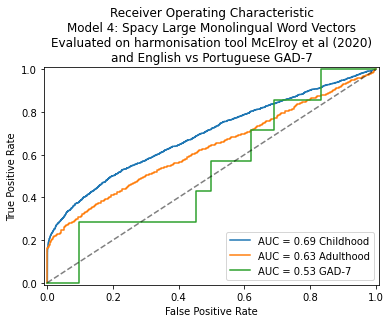 Receiver Operating Characteristic
Model 4: Spacy Large Monolingual Word Vectors
Evaluated on harmonisation tool McElroy et al (2020)
and English vs Portuguese GAD-7
1.0
0.8
0.6
0.4
0.2
0.0
True Positive Rate
AUC = 0.69 Childhood
AUC = 0.63 Adulthood
AUC = 0.53 GAD-7
0.0 0.2 0.4 0.6 0.8 1.0
False Positive Rate